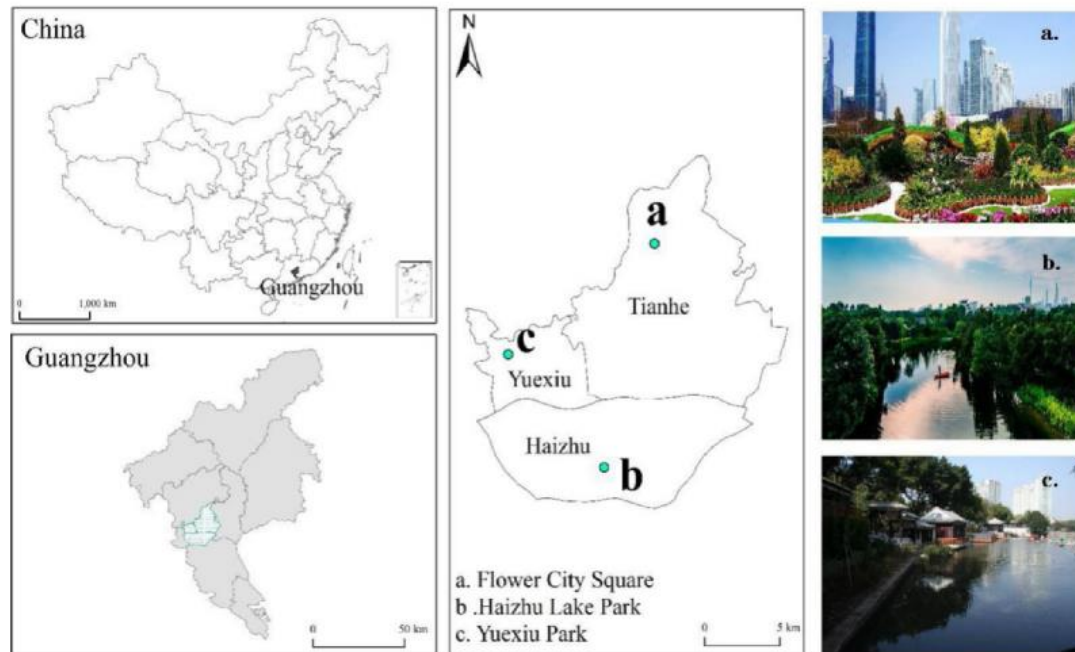 China
Guangzhou
0 1,000 km
Guangzhou
0 50 km
N
a
Tianhe
c
Yuexiu
Haizhu
b
a. Flower City Square
b .Haizhu Lake Park
c. Yuexiu Park
0 5 km
a.
b.
c.